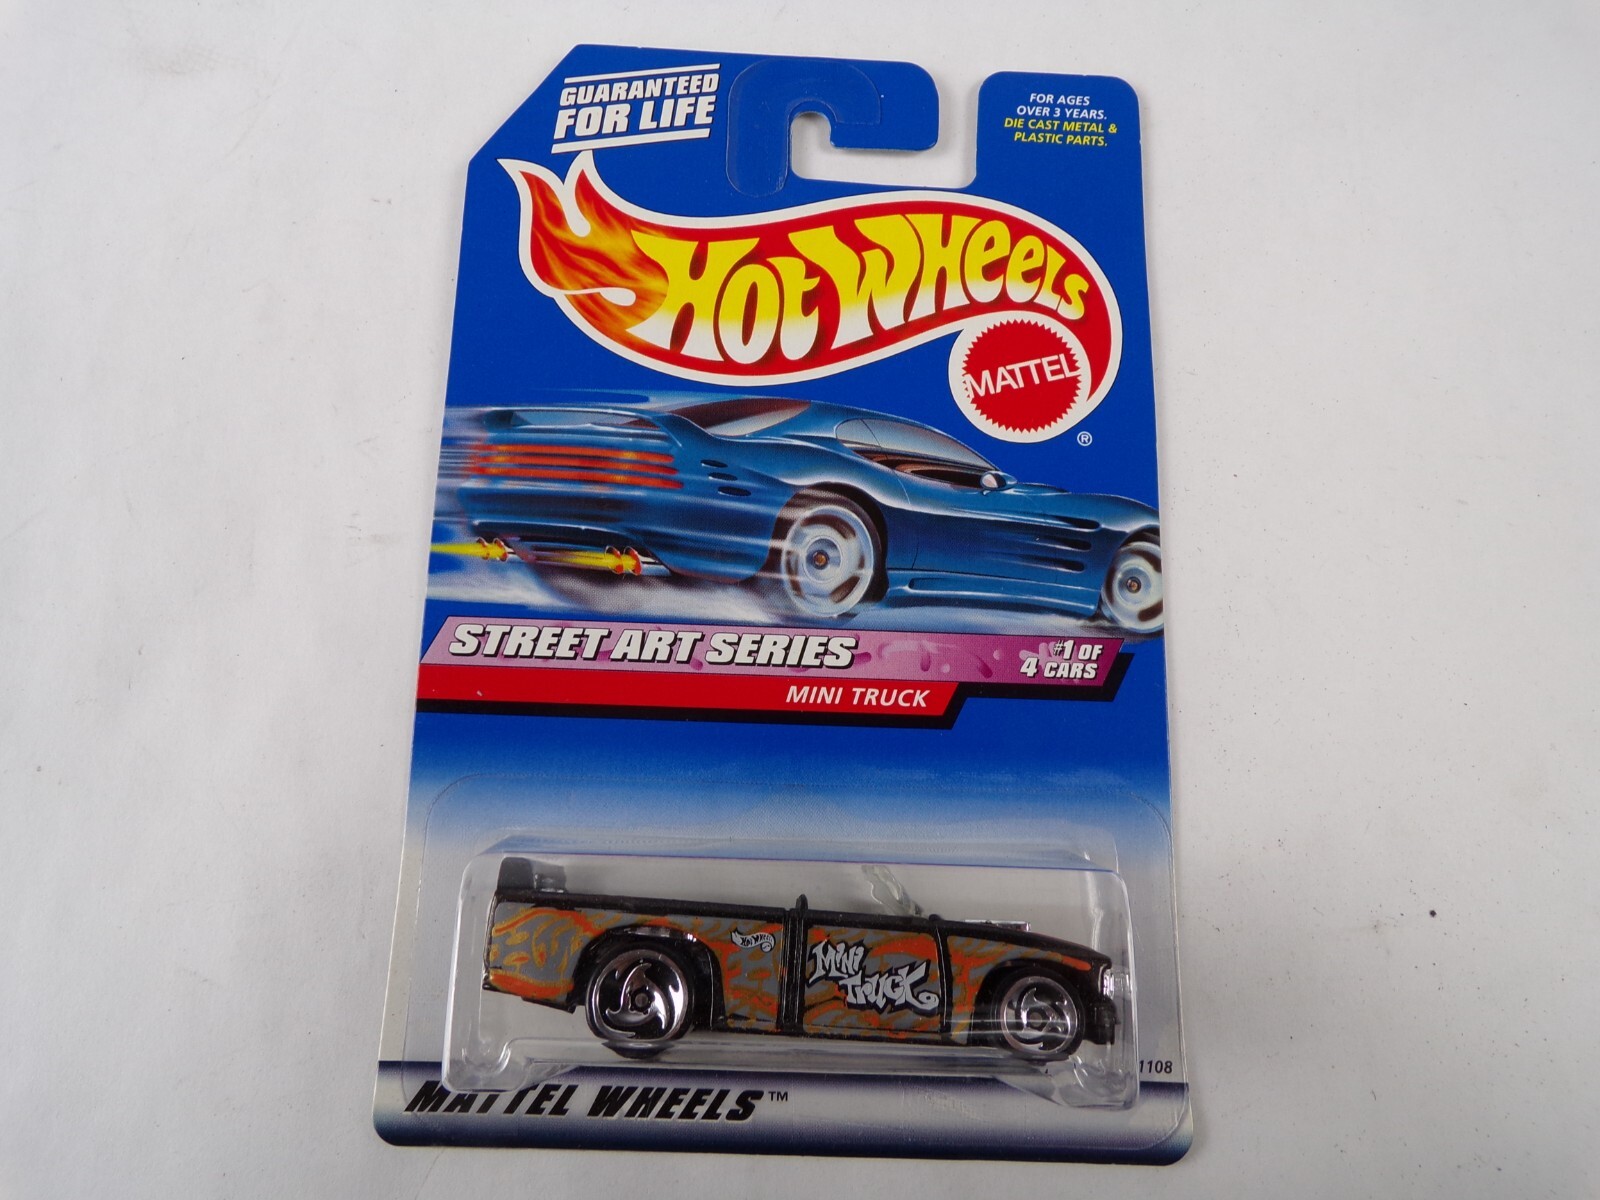 GUARANTEED
FOR LIFE
FOR AGES
OVER 3 YEARS.
DIE CAST METAL &
PLASTIC PARTS.
HOT WHEELS
MATTEL
®
STREET ART SERIES
#1 OF
4 CARS
MINI TRUCK
HOT WHEELS
MINI
TRUCK
1108
MATTEL WHEELS™